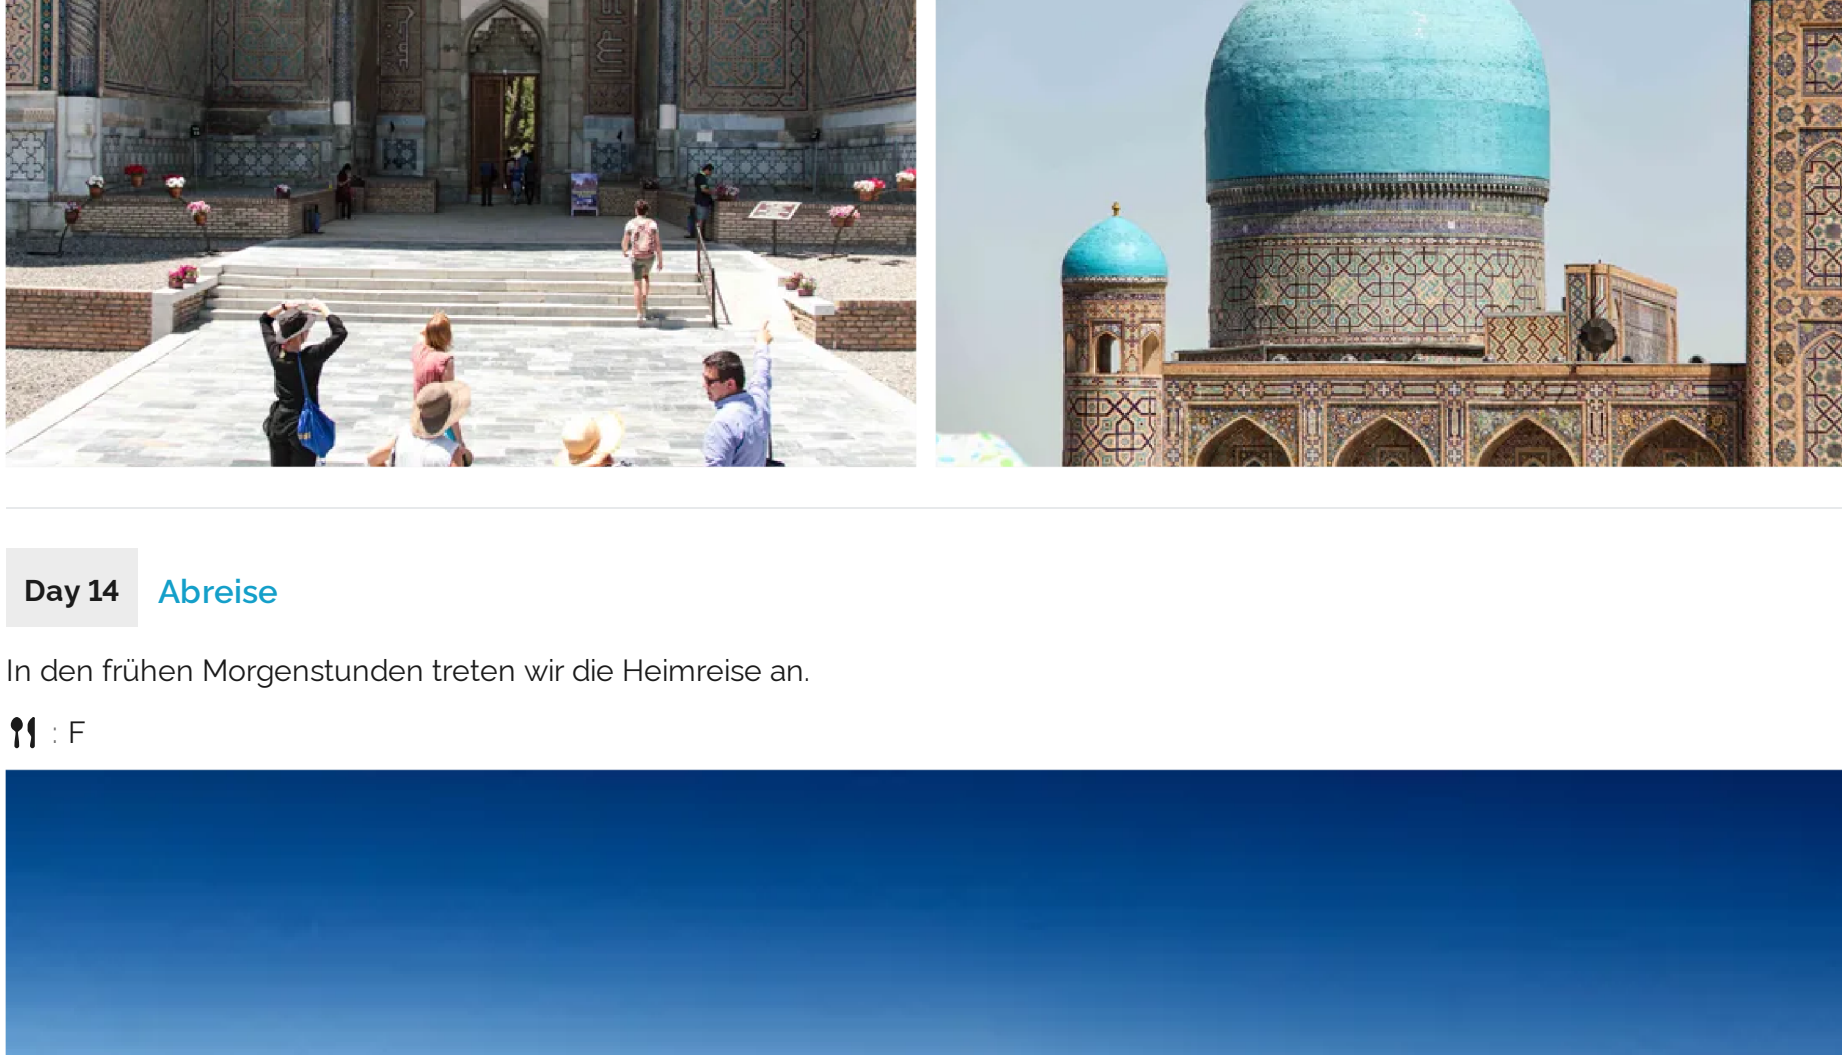 Day 14 Abreise
In den frühen Morgenstunden treten wir die Heimreise an.
: F